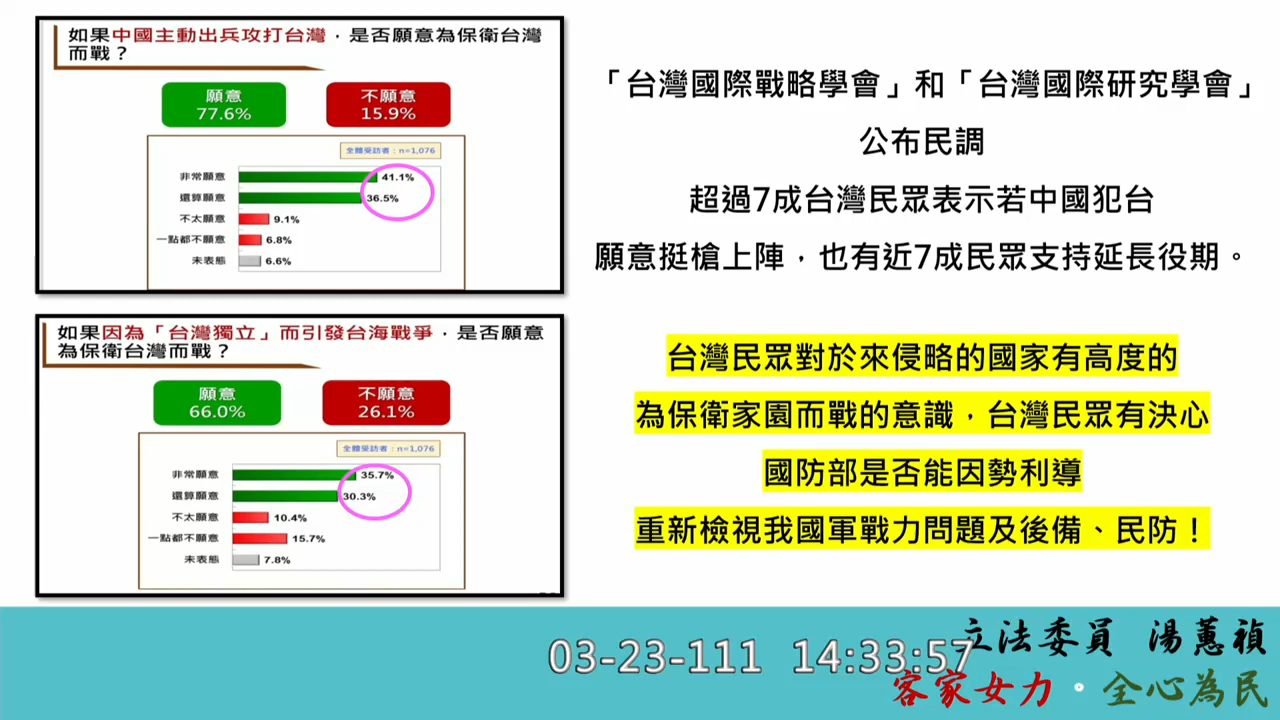 如果中國主動出兵攻打台灣，是否願意為保衛台灣
而戰？
願意
77.6%
不願意
15.9%
全體受訪者：n=1,076
非常願意 41.1%
還算願意 36.5%
不太願意 9.1%
一點都不願意 6.8%
未表態 6.6%
如果因為「台灣獨立」而引發台海戰爭，是否願意
為保衛台灣而戰？
願意
66.0%
不願意
26.1%
全體受訪者：n=1,076
非常願意 35.7%
還算願意 30.3%
不太願意 10.4%
一點都不願意 15.7%
未表態 7.8%
「台灣國際戰略學會」和「台灣國際研究學會」
公布民調
超過7成台灣民眾表示若中國犯台
願意挺槍上陣，也有近7成民眾支持延長役期。
台灣民眾對於來侵略的國家有高度的
為保衛家園而戰的意識，台灣民眾有決心
國防部是否能因勢利導
重新檢視我國軍戰力問題及後備、民防！
03-23-111 14:33:57
立法委員 湯蕙禎
客家女力·全心為民